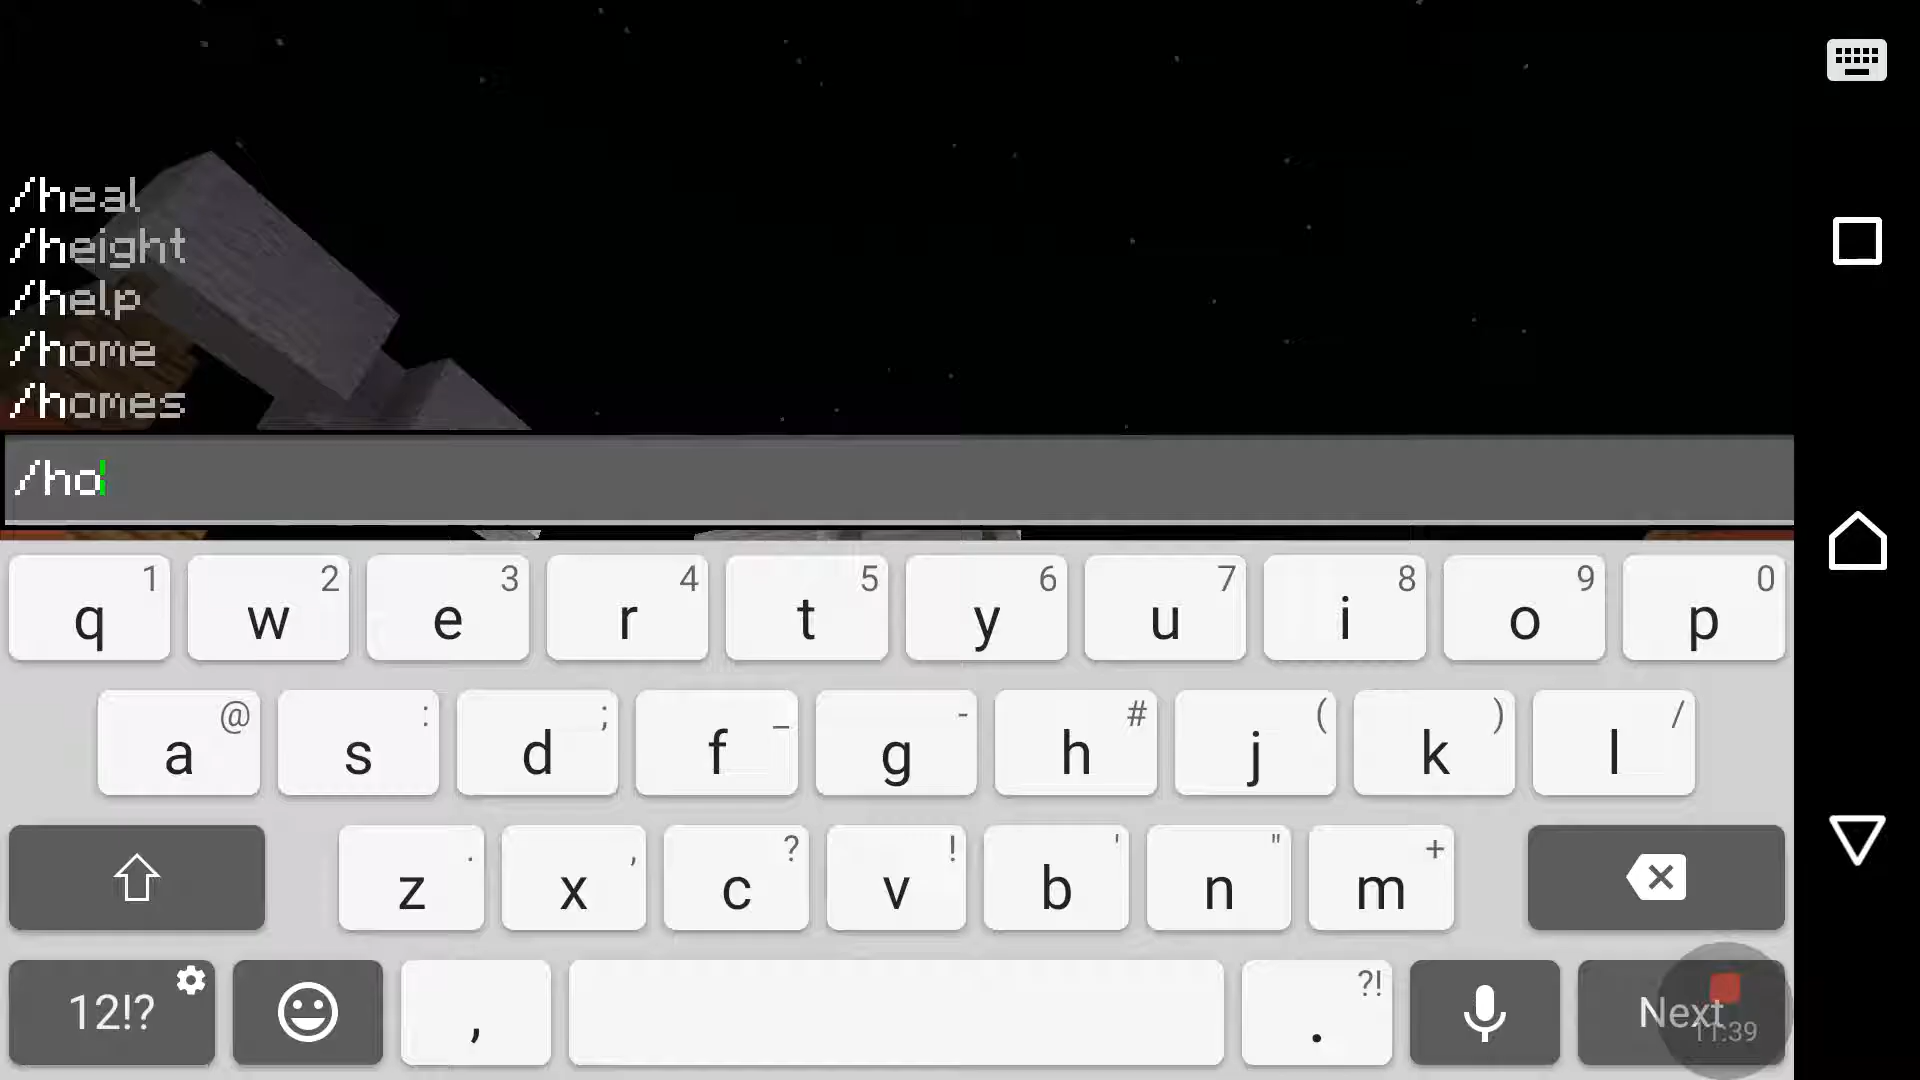 /heal
/height
/help
/home
/homes
/ho
1 2 3 4 5 6 7 8 9 0
q w e r t y u i o p
@ : ; _ - # ( ) /
a s d f g h j k l
. , ? ! ' " +
z x c v b n m
12!? , . ?! Next
11:39